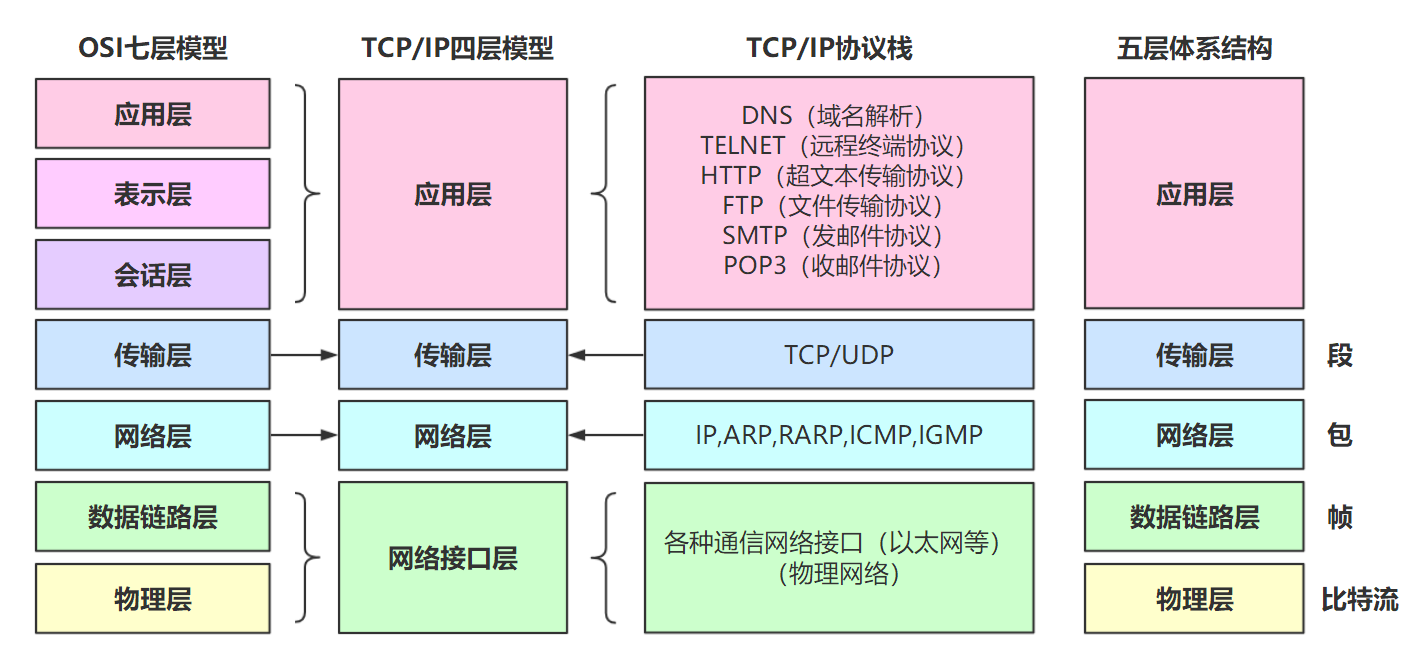 OSI七层模型
TCP/IP四层模型
TCP/IP协议栈
五层体系结构
应用层
表示层
会话层
传输层
网络层
数据链路层
物理层
应用层
传输层
网络层
网络接口层
DNS（域名解析）
TELNET（远程终端协议）
HTTP（超文本传输协议）
FTP（文件传输协议）
SMTP（发邮件协议）
POP3（收邮件协议）
TCP/UDP
IP,ARP,RARP,ICMP,IGMP
各种通信网络接口（以太网等）
（物理网络）
应用层
传输层
段
网络层
包
数据链路层
帧
物理层
比特流